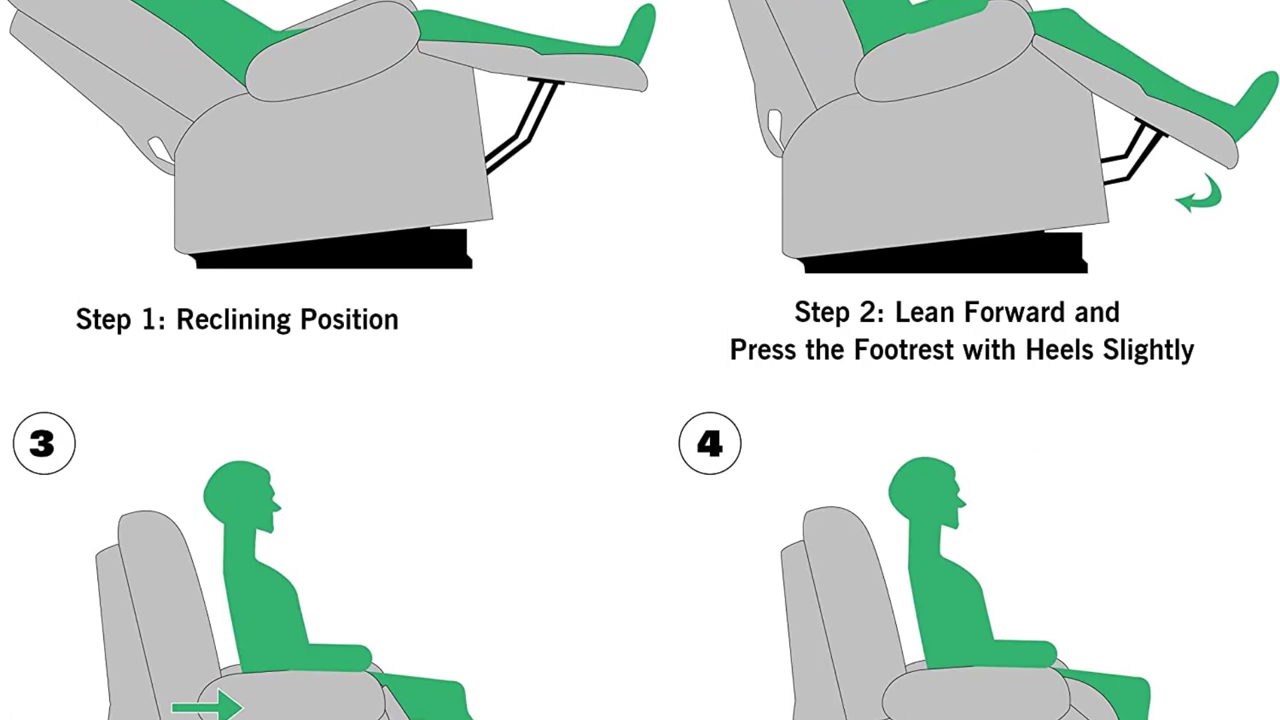 Step 1: Reclining Position
Step 2: Lean Forward and
Press the Footrest with Heels Slightly
3
4